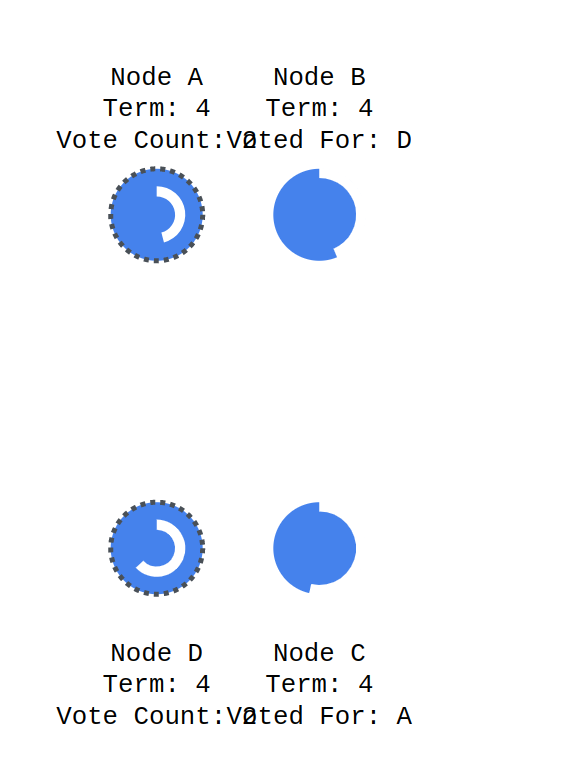 Node A
Term: 4
Vote Count: 2
Node B
Term: 4
Voted For: D
Node D
Term: 4
Vote Count: 2
Node C
Term: 4
Voted For: A